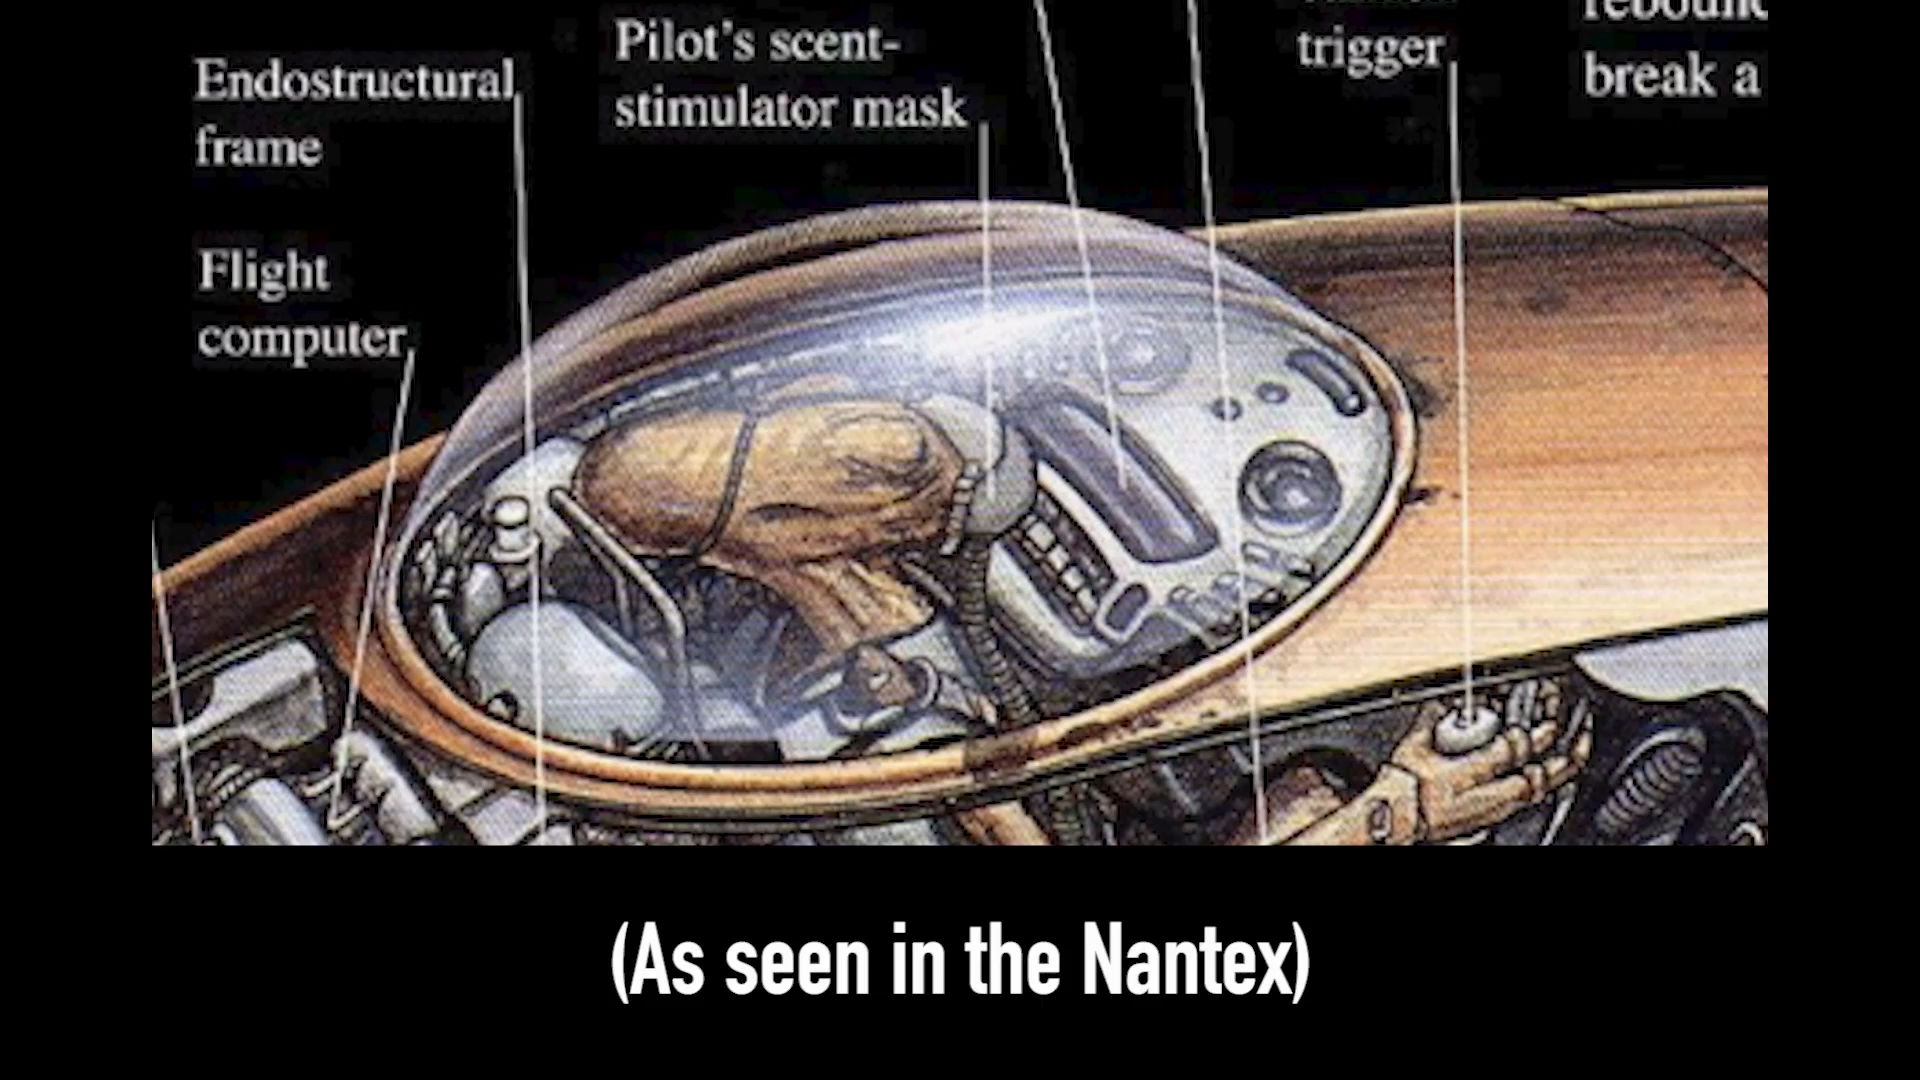 Pilot's scent-
stimulator mask
Endostructural
frame
trigger
break a
Flight
computer
(As seen in the Nantex)